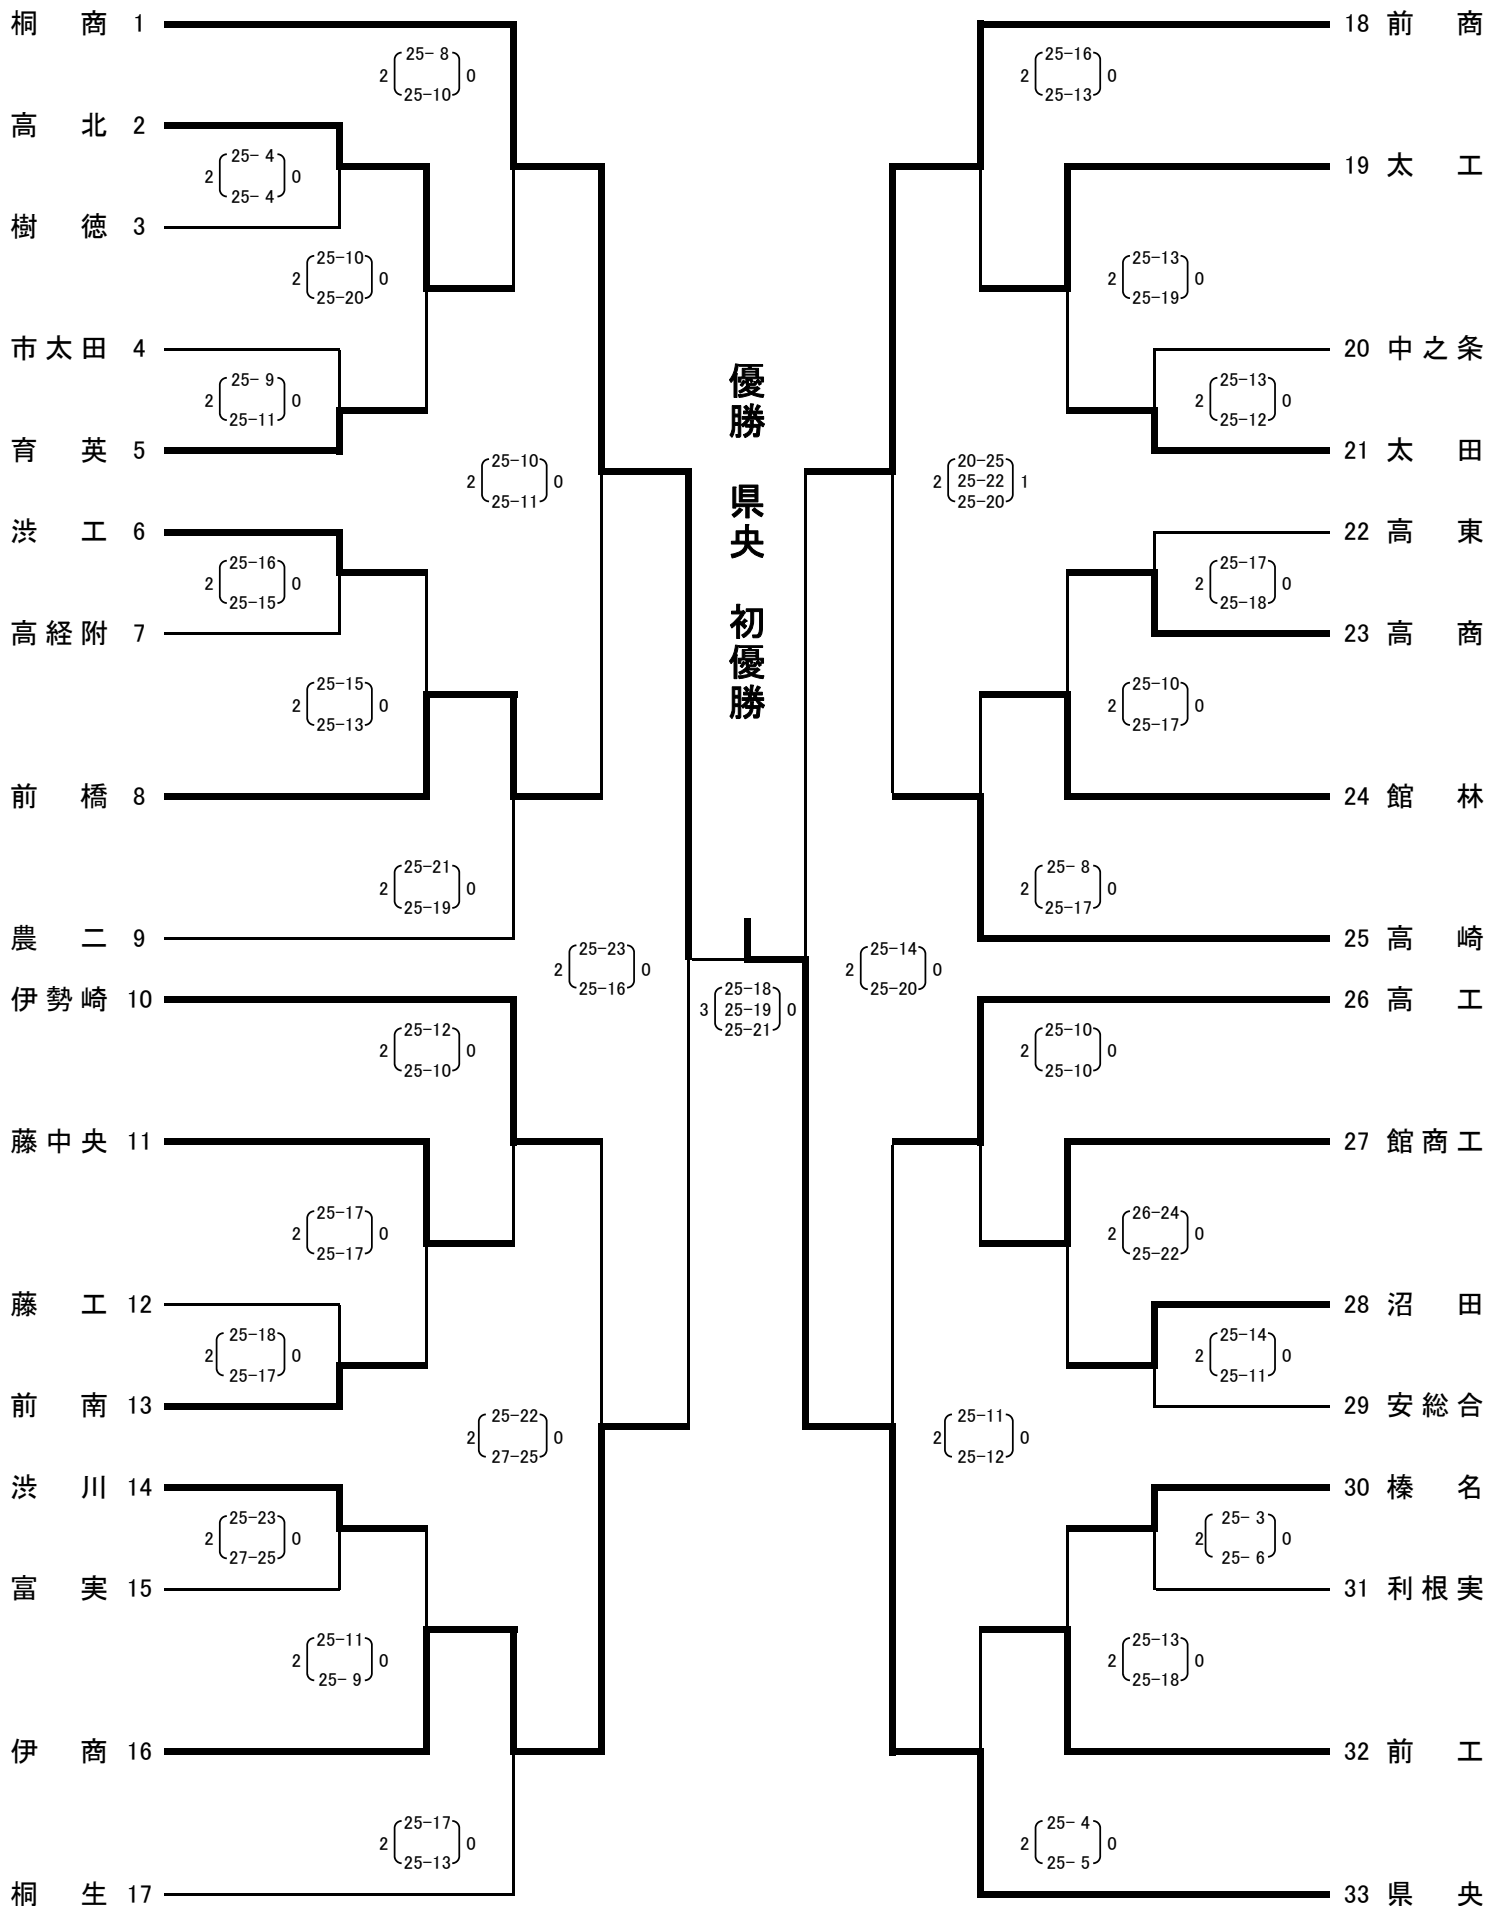 桐商 1
25- 8
2 0
25-10
高北 2
25- 4
2 0
25- 4
樹徳 3
25-10
2 0
25-20
市太田 4
25- 9
2 0
25-11
育英 5
25-10
2 0
25-11
渋工 6
25-16
2 0
25-15
高経附 7
25-15
2 0
25-13
前橋 8
25-21
2 0
25-19
農二 9
25-23
2 0
25-16
伊勢崎 10
25-12
2 0
25-10
藤中央 11
25-17
2 0
25-17
藤工 12
25-18
2 0
25-17
前南 13
25-22
2 0
27-25
渋川 14
25-23
2 0
27-25
富実 15
25-11
2 0
25- 9
伊商 16
25-17
2 0
25-13
桐生 17
優勝 県央 初優勝
25-18
3 25-19 0
25-21
18 前商
25-16
2 0
25-13
19 太工
25-13
2 0
25-19
20 中之条
25-13
2 0
25-12
21 太田
20-25
2 25-22 1
25-20
22 高東
25-17
2 0
25-18
23 高商
25-10
2 0
25-17
24 館林
25- 8
2 0
25-17
25 高崎
25-14
2 0
25-20
26 高工
25-10
2 0
25-10
27 館商工
26-24
2 0
25-22
28 沼田
25-14
2 0
25-11
29 安総合
25-11
2 0
25-12
30 榛名
25- 3
2 0
25- 6
31 利根実
25-13
2 0
25-18
32 前工
25- 4
2 0
25- 5
33 県央